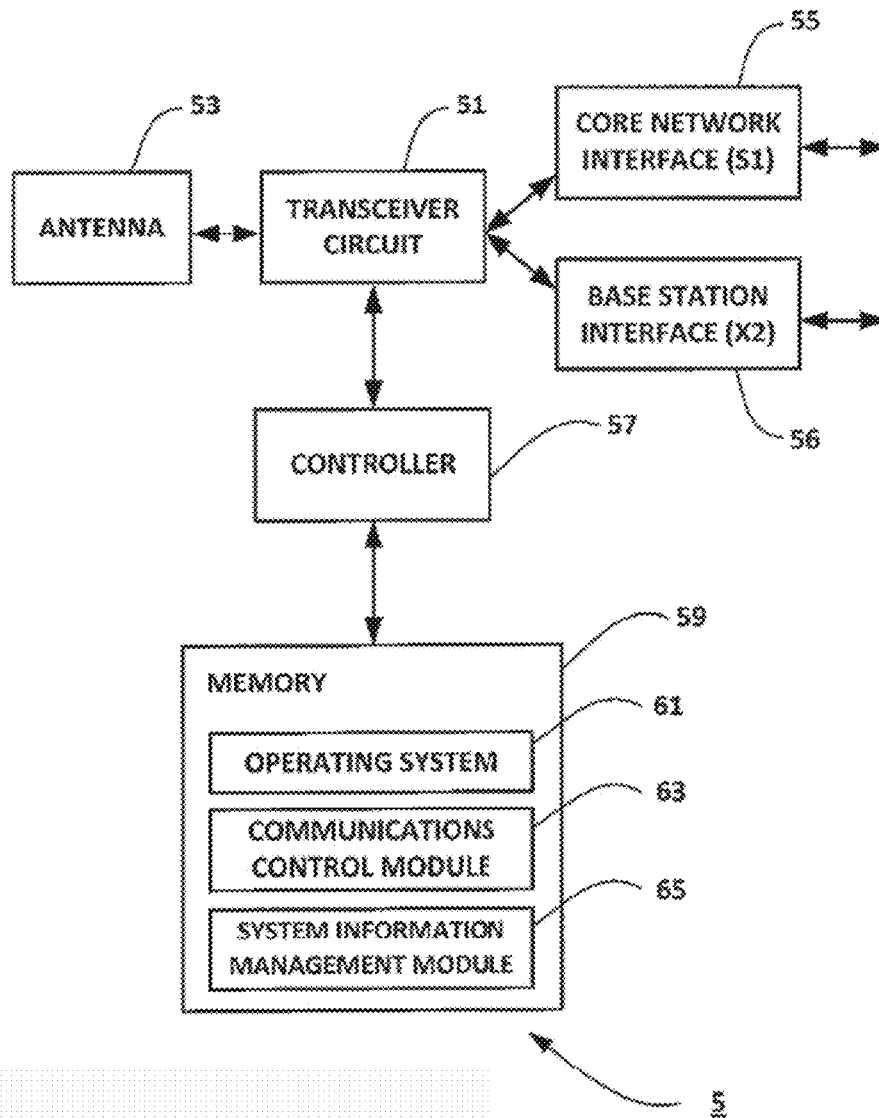 55
53
51
CORE NETWORK
INTERFACE (S1)
ANTENNA
TRANSCEIVER
CIRCUIT
BASE STATION
INTERFACE (X2)
57
56
CONTROLLER
59
MEMORY
61
OPERATING SYSTEM
63
COMMUNICATIONS
CONTROL MODULE
65
SYSTEM INFORMATION
MANAGEMENT MODULE
5